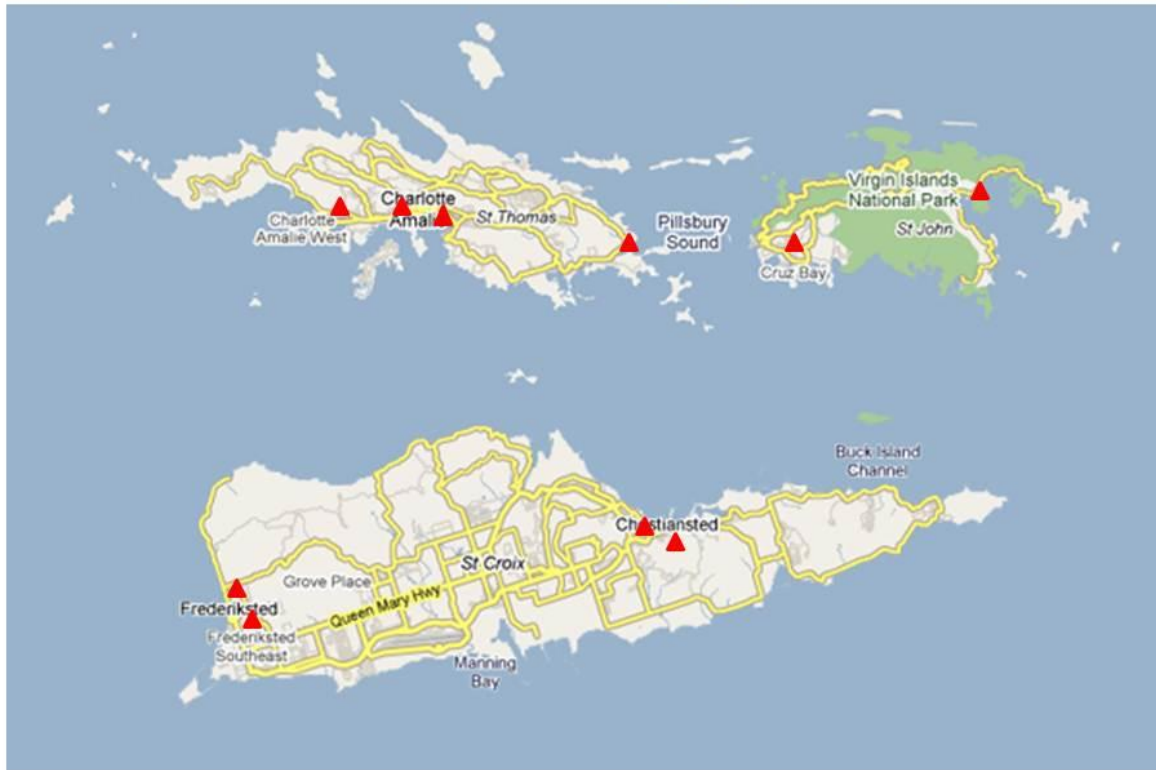 Charlotte
Amalie
St Thomas
Charlotte
Amalie West
Pillsbury
Sound
Virgin Islands
National Park
St John
Cruz Bay
Buck Island
Channel
Christiansted
St Croix
Grove Place
Queen Mary Hwy
Frederiksted
Frederiksted
Southeast
Manning
Bay